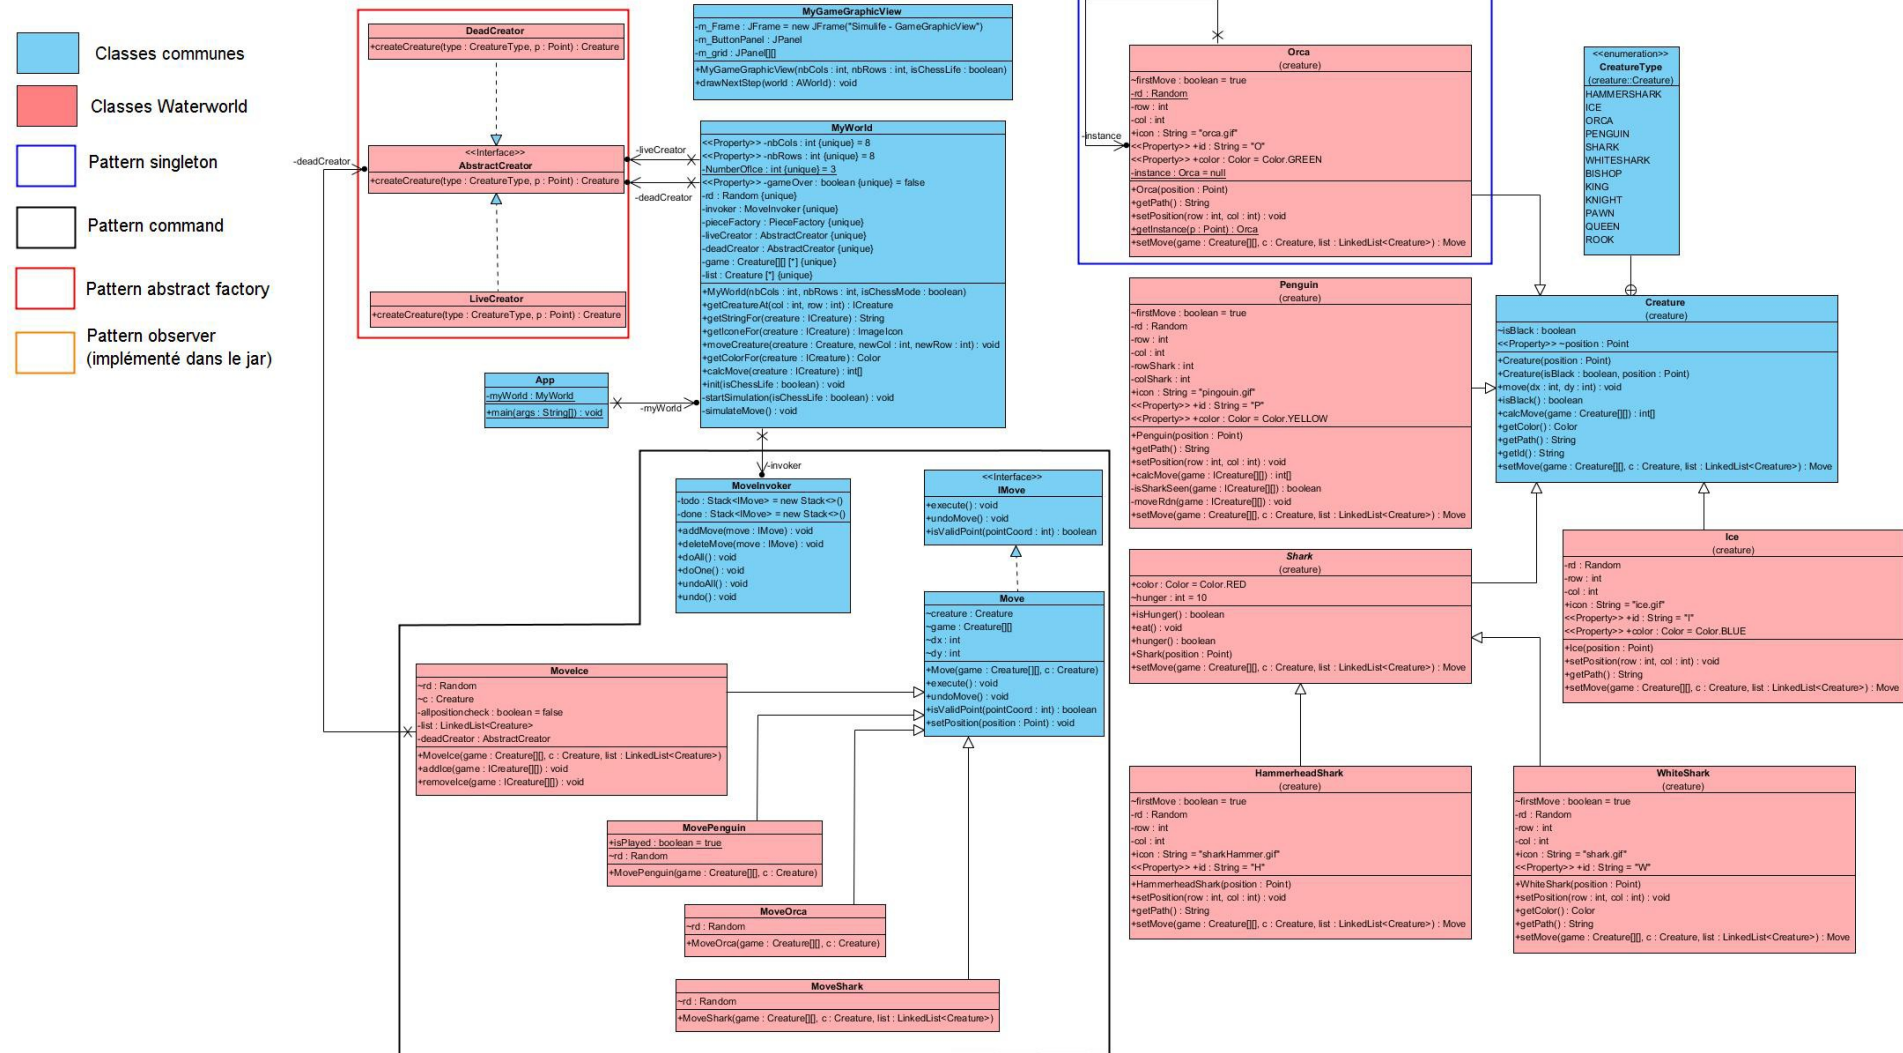 Classes communes
Classes Waterworld
Pattern singleton
Pattern command
Pattern abstract factory
Pattern observer
(implémenté dans le jar)
DeadCreator
+createCreature(type : CreatureType, p : Point) : Creature
<<Interface>>
AbstractCreator
+createCreature(type : CreatureType, p : Point) : Creature
LiveCreator
+createCreature(type : CreatureType, p : Point) : Creature
-deadCreator
-liveCreator
-deadCreator
MyGameGraphicView
-m_Frame : JFrame = new JFrame("Simulife - GameGraphicView")
-m_ButtonPanel : JPanel
-m_grid : JPanel[][]
+MyGameGraphicView(nbCols : int, nbRows : int, isChessLife : boolean)
+drawNextStep(world : AWorld) : void
MyWorld
<<Property>> -nbCols : int {unique} = 8
<<Property>> -nbRows : int {unique} = 8
-NumberOfIce : int {unique} = 3
<<Property>> -gameOver : boolean {unique} = false
-rd : Random {unique}
-invoker : MoveInvoker {unique}
-pieceFactory : PieceFactory {unique}
-liveCreator : AbstractCreator {unique}
-deadCreator : AbstractCreator {unique}
-game : Creature[][] [*] {unique}
-list : Creature [*] {unique}
+MyWorld(nbCols : int, nbRows : int, isChessMode : boolean)
+getCreatureAt(col : int, row : int) : ICreature
+getStringFor(creature : ICreature) : String
+getIconeFor(creature : ICreature) : ImageIcon
+moveCreature(creature : Creature, newCol : int, newRow : int) : void
+getColorFor(creature : ICreature) : Color
+calcMove(creature : ICreature) : int[]
+init(isChessLife : boolean) : void
-startSimulation(isChessLife : boolean) : void
-simulateMove() : void
App
-myWorld : MyWorld
+main(args : String[]) : void
-myWorld
-invoker
MoveInvoker
-todo : Stack<IMove> = new Stack<>()
-done : Stack<IMove> = new Stack<>()
+addMove(move : IMove) : void
+deleteMove(move : IMove) : void
+doAll() : void
+doOne() : void
+undoAll() : void
+undo() : void
<<Interface>>
IMove
+execute() : void
+undoMove() : void
+isValidPoint(pointCoord : int) : boolean
Move
~creature : Creature
~game : Creature[][]
~dx : int
~dy : int
+Move(game : Creature[][], c : Creature)
+execute() : void
+undoMove() : void
+isValidPoint(pointCoord : int) : boolean
+setPosition(position : Point) : void
MoveIce
~rd : Random
~c : Creature
-allpositioncheck : boolean = false
-list : LinkedList<Creature>
-deadCreator : AbstractCreator
+MoveIce(game : Creature[][], c : Creature, list : LinkedList<Creature>)
+addIce(game : ICreature[][]) : void
+removeIce(game : ICreature[][]) : void
MovePenguin
+isPlayed : boolean = true
~rd : Random
+MovePenguin(game : Creature[][], c : Creature)
MoveOrca
~rd : Random
+MoveOrca(game : Creature[][], c : Creature)
MoveShark
~rd : Random
+MoveShark(game : Creature[][], c : Creature, list : LinkedList<Creature>)
-instance
Orca
(creature)
~firstMove : boolean = true
-rd : Random
-row : int
-col : int
+icon : String = "orca.gif"
<<Property>> +id : String = "O"
<<Property>> +color : Color = Color.GREEN
-instance : Orca = null
+Orca(position : Point)
+getPath() : String
+setPosition(row : int, col : int) : void
+getInstance(p : Point) : Orca
+setMove(game : Creature[][], c : Creature, list : LinkedList<Creature>) : Move
Penguin
(creature)
~firstMove : boolean = true
-rd : Random
-row : int
-col : int
-rowShark : int
-colShark : int
+icon : String = "pingouin.gif"
<<Property>> +id : String = "P"
<<Property>> +color : Color = Color.YELLOW
+Penguin(position : Point)
+getPath() : String
+setPosition(row : int, col : int) : void
+calcMove(game : ICreature[][]) : int[]
-isSharkSeen(game : ICreature[][]) : boolean
-moveRdn(game : ICreature[][]) : void
+setMove(game : Creature[][], c : Creature, list : LinkedList<Creature>) : Move
Shark
(creature)
+color : Color = Color.RED
~hunger : int = 10
+isHunger() : boolean
+eat() : void
+hunger() : boolean
+Shark(position : Point)
+setMove(game : Creature[][], c : Creature, list : LinkedList<Creature>) : Move
HammerheadShark
(creature)
~firstMove : boolean = true
-rd : Random
-row : int
-col : int
+icon : String = "sharkHammer.gif"
<<Property>> +id : String = "H"
+HammerheadShark(position : Point)
+setPosition(row : int, col : int) : void
+getPath() : String
+setMove(game : Creature[][], c : Creature, list : LinkedList<Creature>) : Move
<<enumeration>>
CreatureType
(creature::Creature)
HAMMERSHARK
ICE
ORCA
PENGUIN
SHARK
WHITESHARK
BISHOP
KING
KNIGHT
PAWN
QUEEN
ROOK
Creature
(creature)
~isBlack : boolean
<<Property>> ~position : Point
+Creature(position : Point)
+Creature(isBlack : boolean, position : Point)
+move(dx : int, dy : int) : void
+isBlack() : boolean
+calcMove(game : Creature[][]) : int[]
+getColor() : Color
+getPath() : String
+getId() : String
+setMove(game : Creature[][], c : Creature, list : LinkedList<Creature>) : Move
Ice
(creature)
-rd : Random
-row : int
-col : int
+icon : String = "ice.gif"
<<Property>> +id : String = "I"
<<Property>> +color : Color = Color.BLUE
+Ice(position : Point)
+setPosition(row : int, col : int) : void
+getPath() : String
+setMove(game : Creature[][], c : Creature, list : LinkedList<Creature>) : Move
WhiteShark
(creature)
~firstMove : boolean = true
-rd : Random
-row : int
-col : int
+icon : String = "shark.gif"
<<Property>> +id : String = "W"
+WhiteShark(position : Point)
+setPosition(row : int, col : int) : void
+getColor() : Color
+getPath() : String
+setMove(game : Creature[][], c : Creature, list : LinkedList<Creature>) : Move